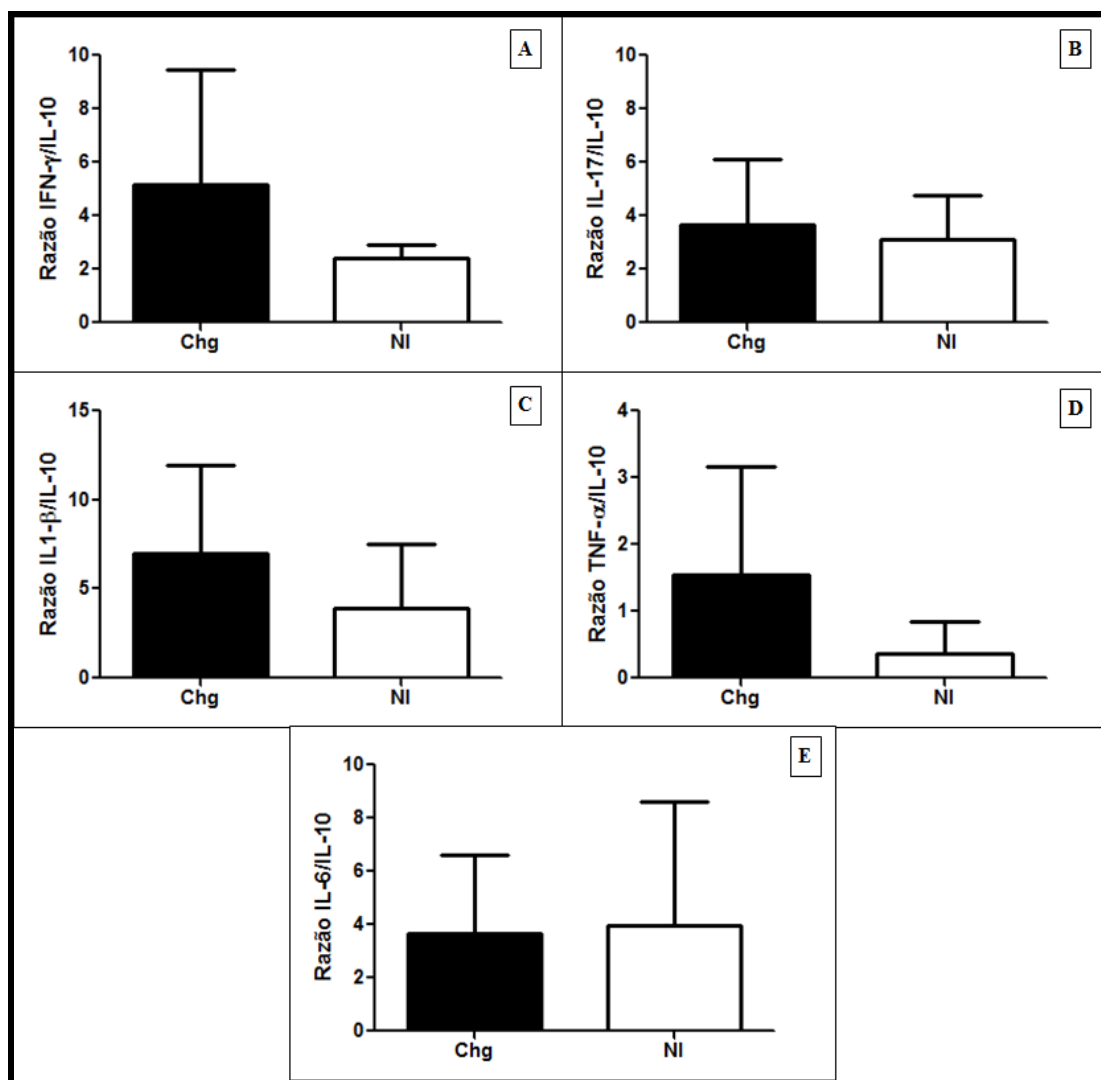 A
Razão IFN-γ/IL-10
10
8
6
4
2
0
Chg NI
B
Razão IL-17/IL-10
10
8
6
4
2
0
Chg NI
C
Razão IL1-β/IL-10
15
10
5
0
Chg NI
D
Razão TNF-α/IL-10
4
3
2
1
0
Chg NI
E
Razão IL-6/IL-10
10
8
6
4
2
0
Chg NI